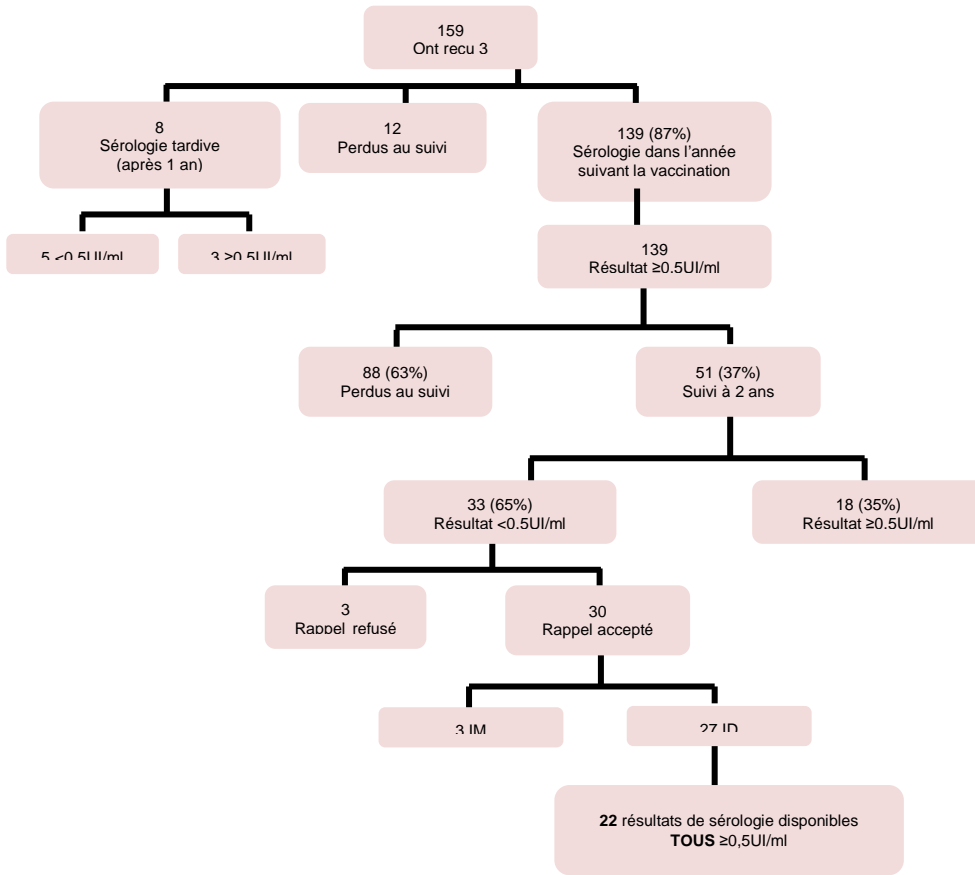 159
Ont recu 3
8
Sérologie tardive
(après 1 an)
12
Perdus au suivi
139 (87%)
Sérologie dans l’année
suivant la vaccination
5 <0.5UI/ml
3 ≥0.5UI/ml
139
Résultat ≥0.5UI/ml
88 (63%)
Perdus au suivi
51 (37%)
Suivi à 2 ans
33 (65%)
Résultat <0.5UI/ml
18 (35%)
Résultat ≥0.5UI/ml
3
Rappel refusé
30
Rappel accepté
3 IM
27 ID
22 résultats de sérologie disponibles
TOUS ≥0,5UI/ml